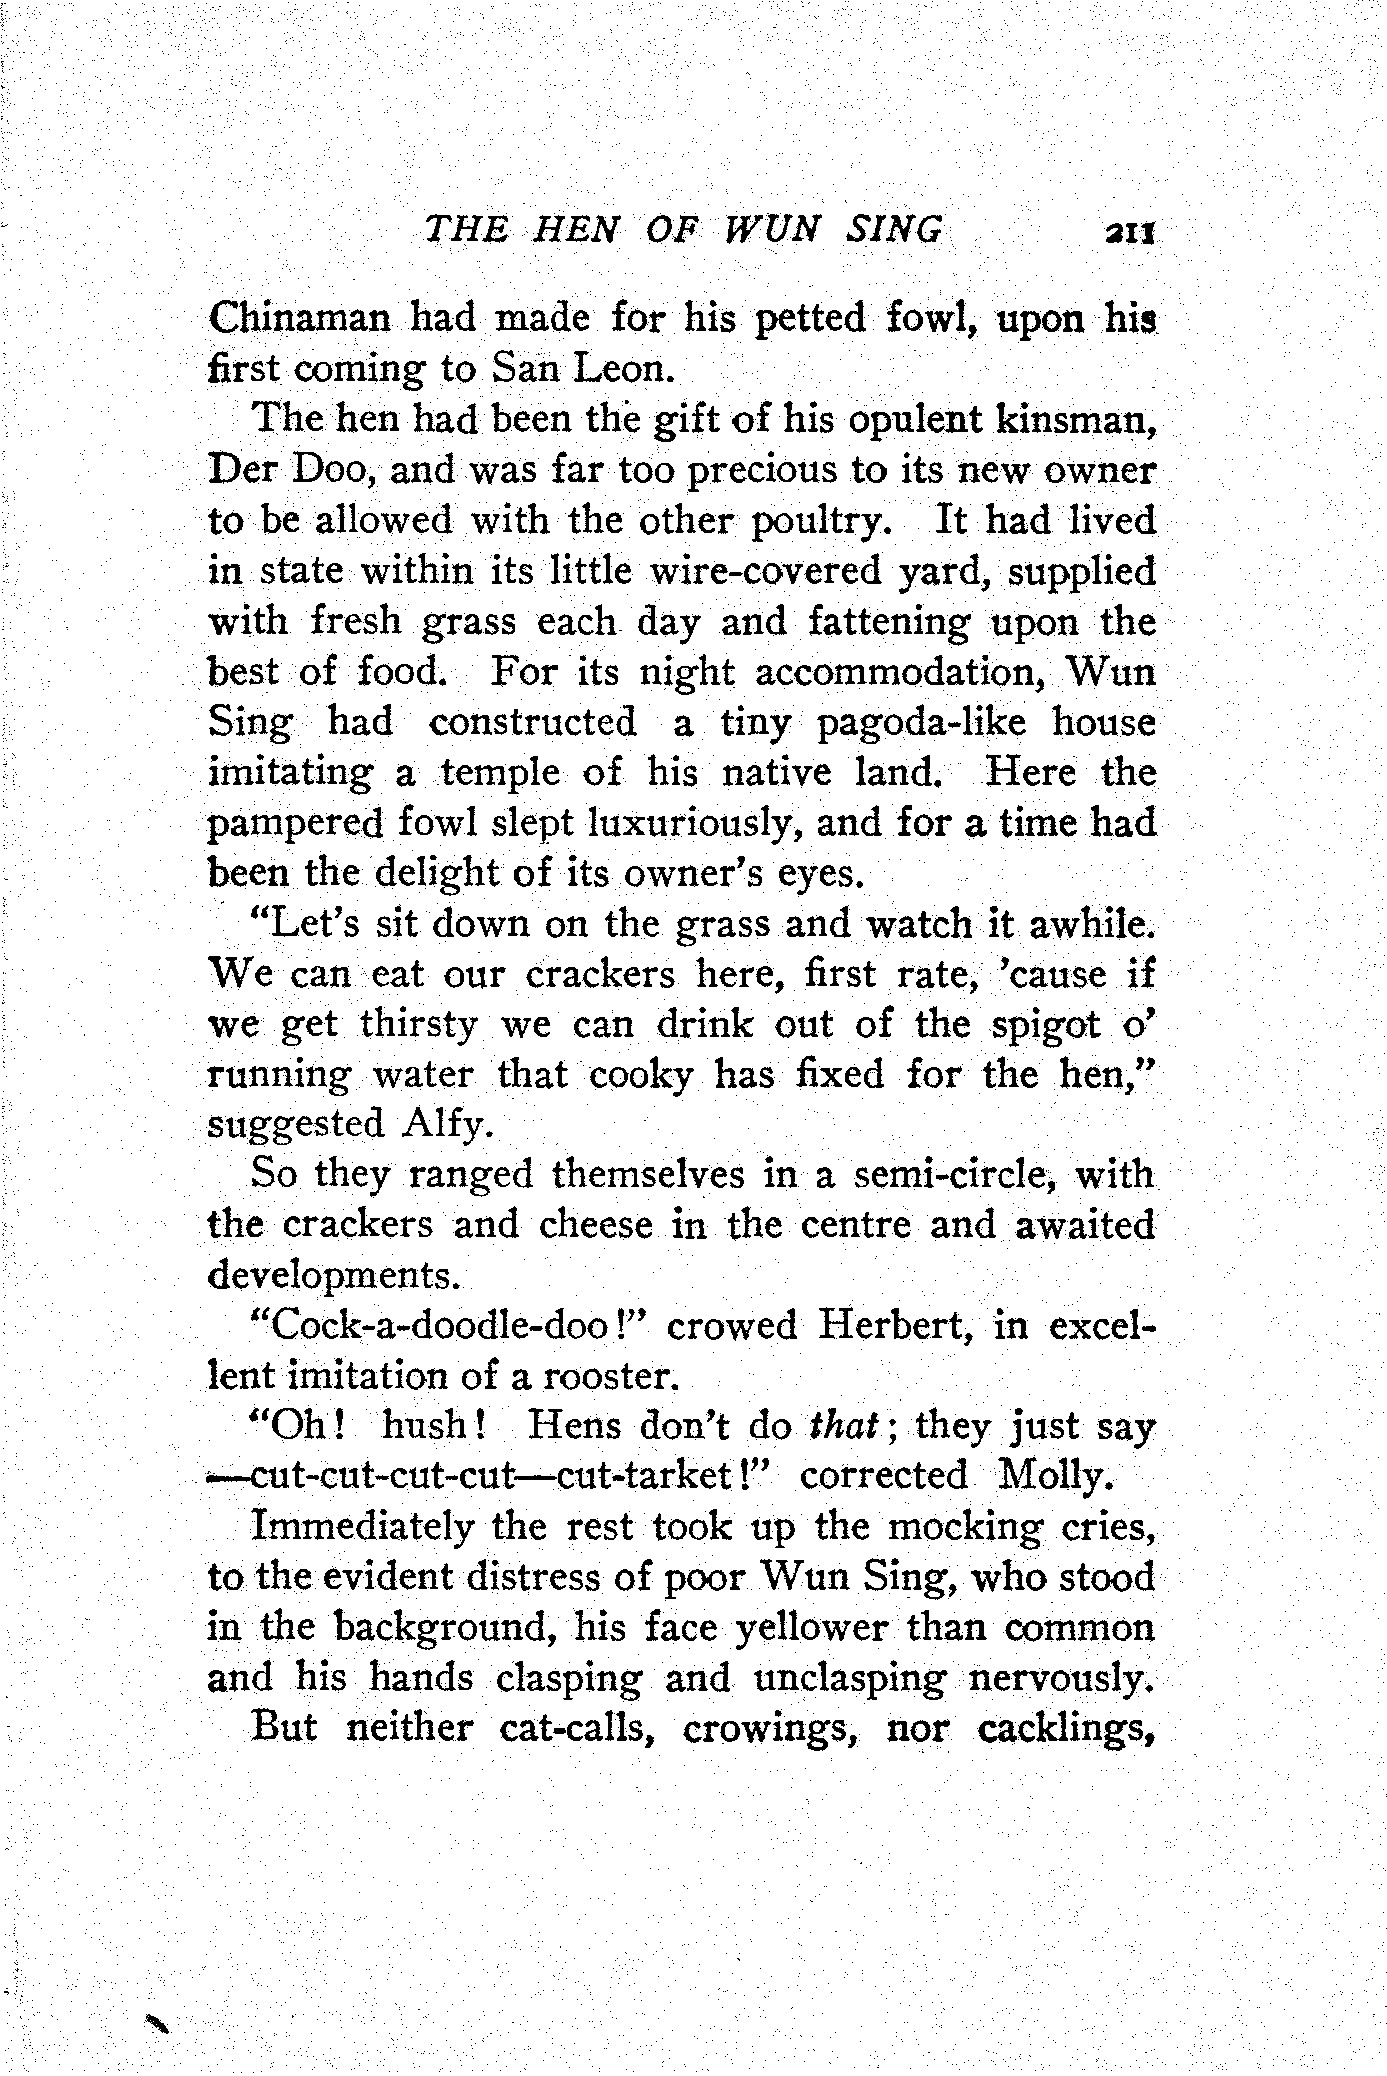 THE HEN OF WUN SING 211
Chinaman had made for his petted fowl, upon his
first coming to San Leon.
The hen had been the gift of his opulent kinsman,
Der Doo, and was far too precious to its new owner
to be allowed with the other poultry. It had lived
in state within its little wire-covered yard, supplied
with fresh grass each day and fattening upon the
best of food. For its night accommodation, Wun
Sing had constructed a tiny pagoda-like house
imitating a temple of his native land. Here the
pampered fowl slept luxuriously, and for a time had
been the delight of its owner's eyes.
"Let's sit down on the grass and watch it awhile.
We can eat our crackers here, first rate, 'cause if
we get thirsty we can drink out of the spigot o'
running water that cooky has fixed for the hen,"
suggested Alfy.
So they ranged themselves in a semi-circle, with
the crackers and cheese in the centre and awaited
developments.
"Cock-a-doodle-doo!" crowed Herbert, in excel-
lent imitation of a rooster.
"Oh! hush! Hens don't do that; they just say
—cut-cut-cut-cut—cut-tarket!" corrected Molly.
Immediately the rest took up the mocking cries,
to the evident distress of poor Wun Sing, who stood
in the background, his face yellower than common
and his hands clasping and unclasping nervously.
But neither cat-calls, crowings, nor cacklings,